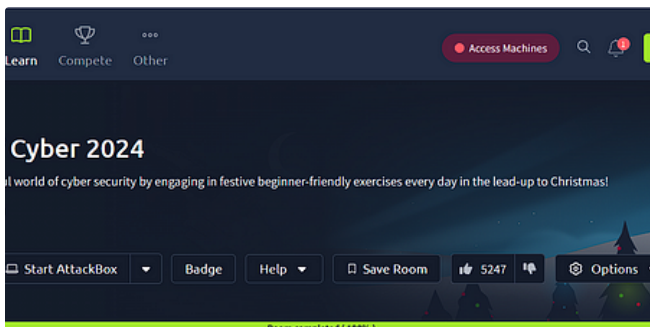 Learn Compete Other
Access Machines
1
Cyber 2024
world of cyber security by engaging in festive beginner-friendly exercises every day in the lead-up to Christmas!
Start AttackBox Badge Help Save Room 5247 Options